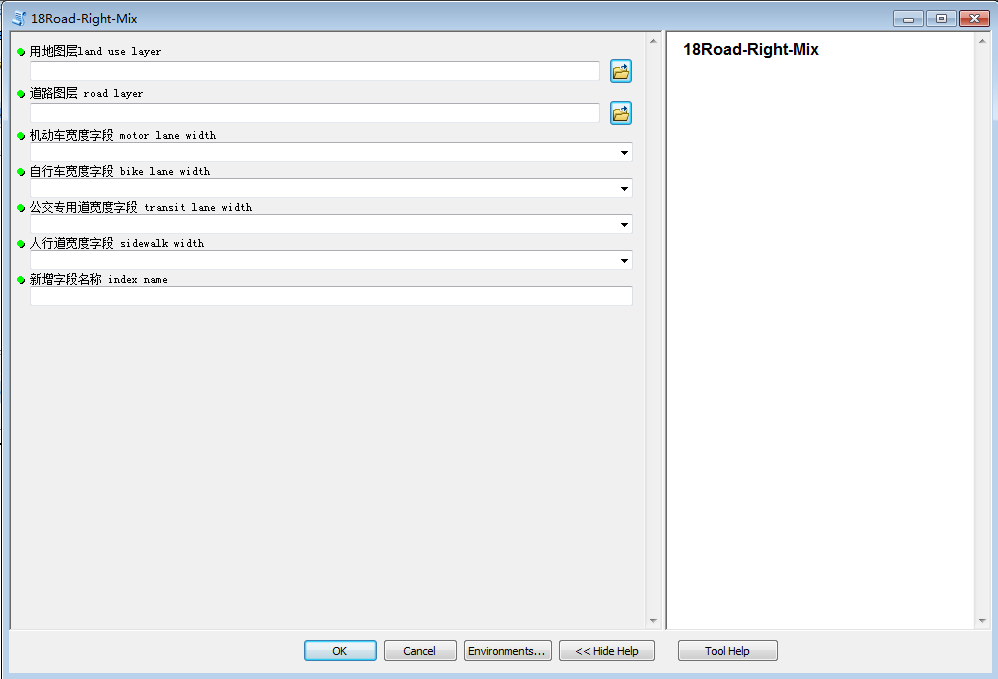 18Road-Right-Mix
用地图层land use layer
道路图层 road layer
机动车宽度字段 motor lane width
自行车宽度字段 bike lane width
公交专用道宽度字段 transit lane width
人行道宽度字段 sidewalk width
新增字段名称 index name
18Road-Right-Mix
OK
Cancel
Environments...
<< Hide Help
Tool Help